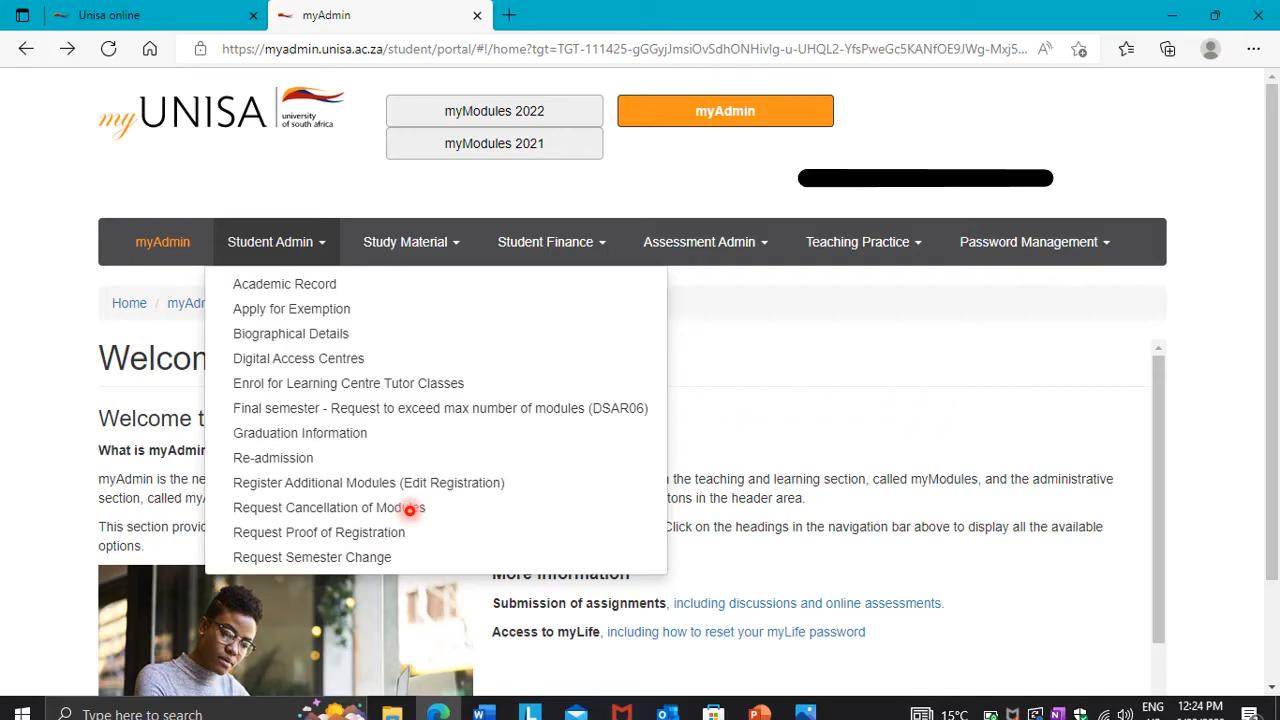 Unisa online
myAdmin
https://myadmin.unisa.ac.za/student/portal/#!/home?tgt=TGT-111425-gGGyjJmsiOvSdhONHivIg-u-UHQL2-YfsPweGc5KANfOE9JWg-Mxj5...
myUNISA
university
of south africa
myModules 2022
myAdmin
myModules 2021
myAdmin
Student Admin
Study Material
Student Finance
Assessment Admin
Teaching Practice
Password Management
Academic Record
Apply for Exemption
Biographical Details
Digital Access Centres
Enrol for Learning Centre Tutor Classes
Final semester - Request to exceed max number of modules (DSAR06)
Graduation Information
Re-admission
Register Additional Modules (Edit Registration)
Request Cancellation of Modules
Request Proof of Registration
Request Semester Change
Home / myAdm
Welcom
Welcome t
What is myAdmin
myAdmin is the ne
the teaching and learning section, called myModules, and the administrative
section, called myA
tons in the header area.
This section provid
Click on the headings in the navigation bar above to display all the available
options.
More information
Submission of assignments, including discussions and online assessments.
Access to myLife, including how to reset your myLife password
Type here to search
15°C
ENG
12:24 PM